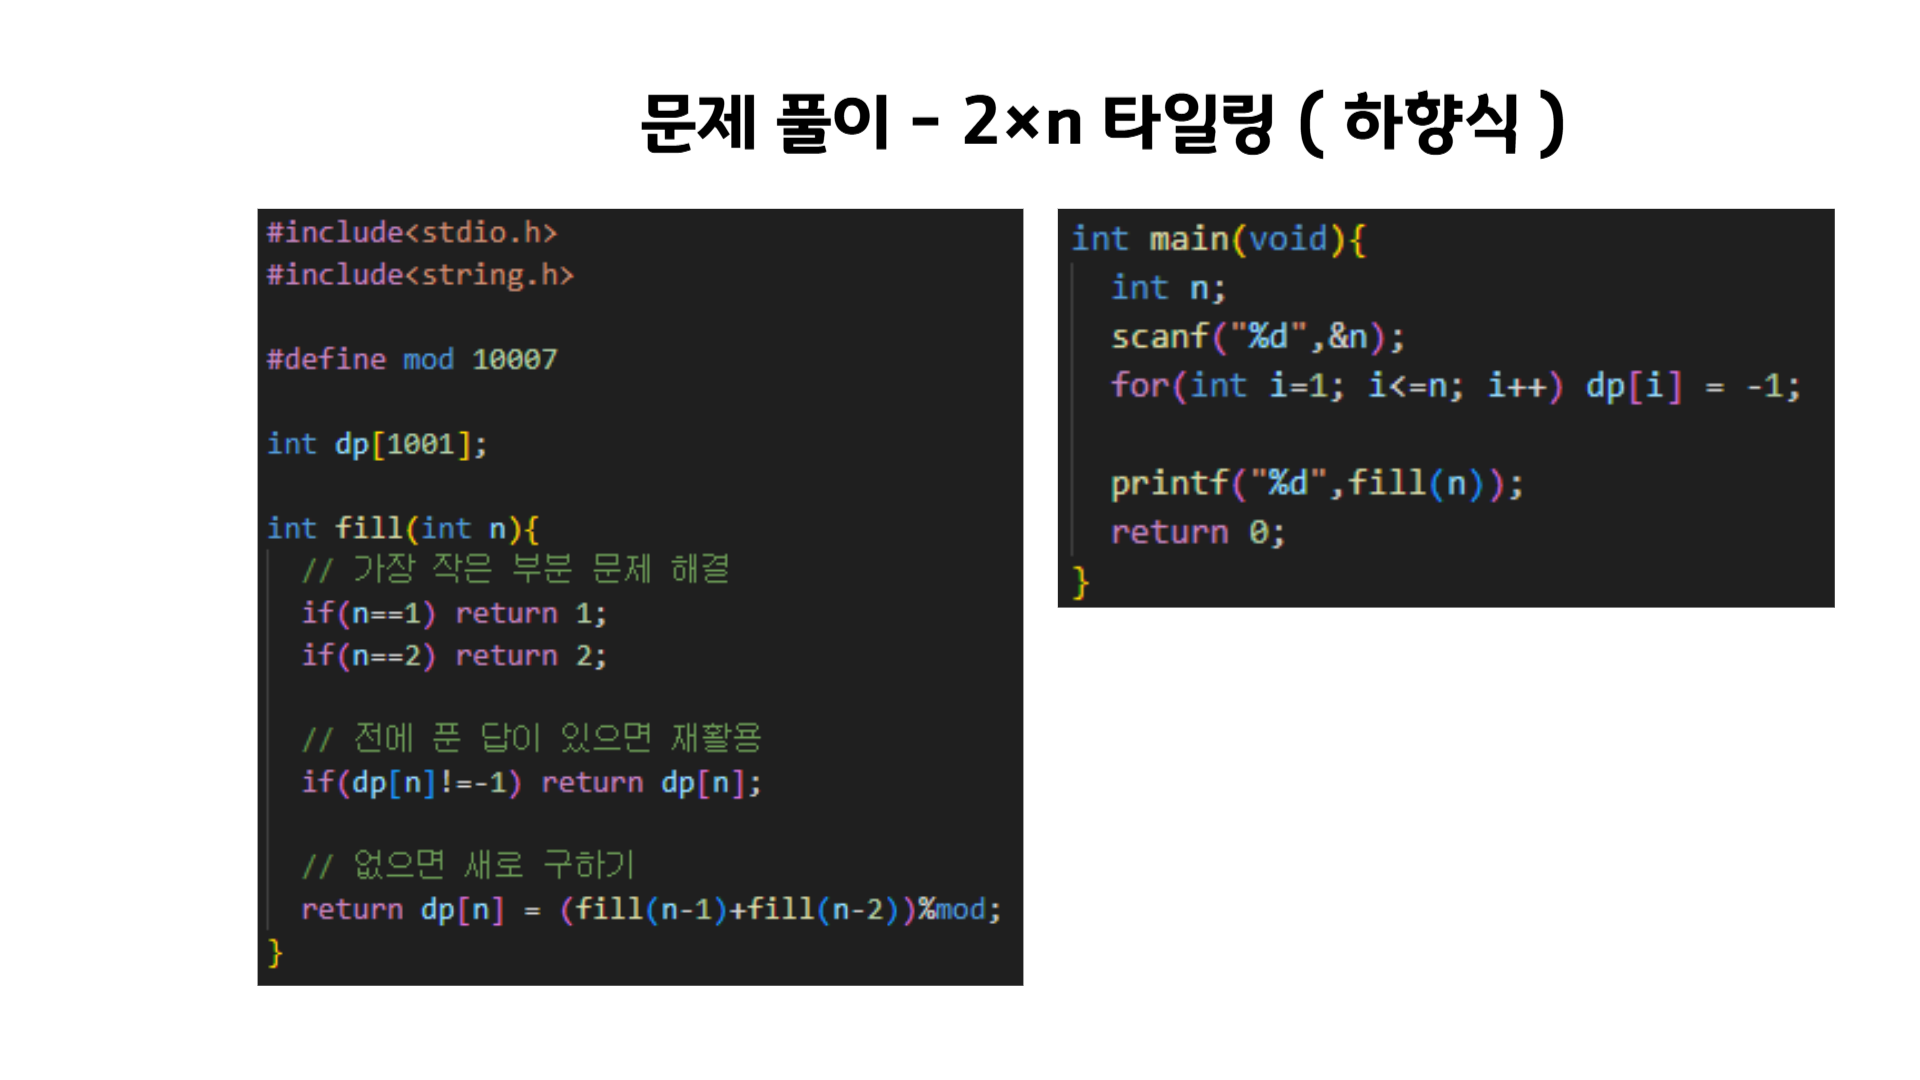 문제 풀이 - 2×n 타일링 ( 하향식 )
#include<stdio.h>
#include<string.h>
#define mod 10007
int dp[1001];
int fill(int n){
// 가장 작은 부분 문제 해결
if(n==1) return 1;
if(n==2) return 2;
// 전에 푼 답이 있으면 재활용
if(dp[n]!=-1) return dp[n];
// 없으면 새로 구하기
return dp[n] = (fill(n-1)+fill(n-2))%mod;
}
int main(void){
int n;
scanf("%d",&n);
for(int i=1; i<=n; i++) dp[i] = -1;
printf("%d",fill(n));
return 0;
}